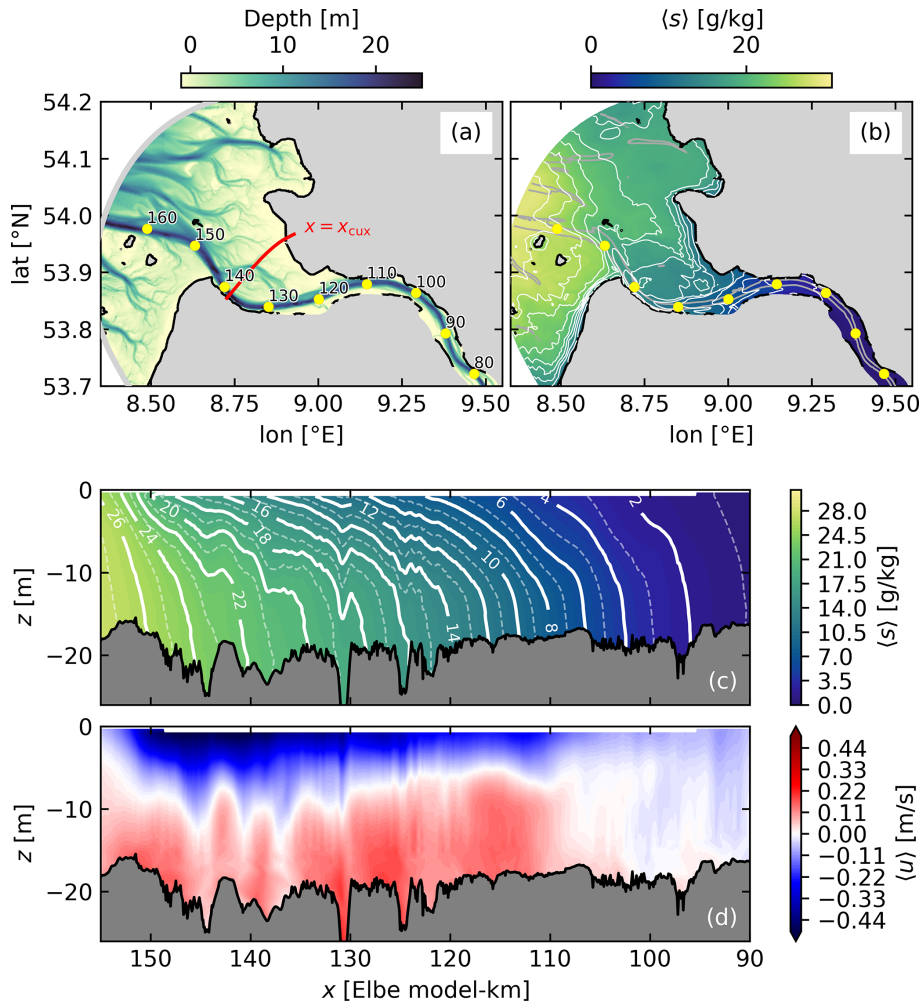 Depth [m]
0 10 20
⟨s⟩ [g/kg]
0 20
54.2
54.1
54.0
53.9
53.8
53.7
lat [°N]
(a)
x = x_cux
160
150
140
130
120
110
100
90
80
8.50 8.75 9.00 9.25 9.50
lon [°E]
(b)
8.50 8.75 9.00 9.25 9.50
lon [°E]
0
−10
−20
z [m]
26
24
20
22
18
16
12
14
10
6
8
4
2
(c)
28.0
24.5
21.0
17.5
14.0
10.5
7.0
3.5
0.0
⟨s⟩ [g/kg]
0
−10
−20
z [m]
(d)
0.44
0.33
0.22
0.11
0.00
−0.11
−0.22
−0.33
−0.44
⟨u⟩ [m/s]
150 140 130 120 110 100 90
x [Elbe model-km]